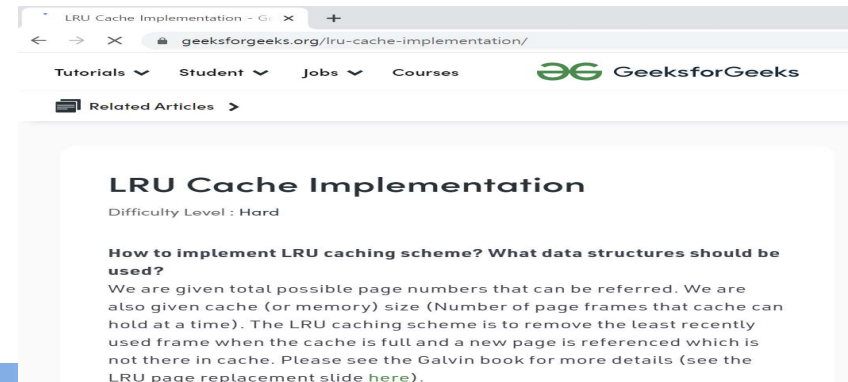 LRU Cache Implementation - G
geeksforgeeks.org/lru-cache-implementation/
Tutorials Student Jobs Courses GeeksforGeeks
Related Articles
LRU Cache Implementation
Difficulty Level : Hard
How to implement LRU caching scheme? What data structures should be
used?
We are given total possible page numbers that can be referred. We are
also given cache (or memory) size (Number of page frames that cache can
hold at a time). The LRU caching scheme is to remove the least recently
used frame when the cache is full and a new page is referenced which is
not there in cache. Please see the Galvin book for more details (see the
LRU page replacement slide here).